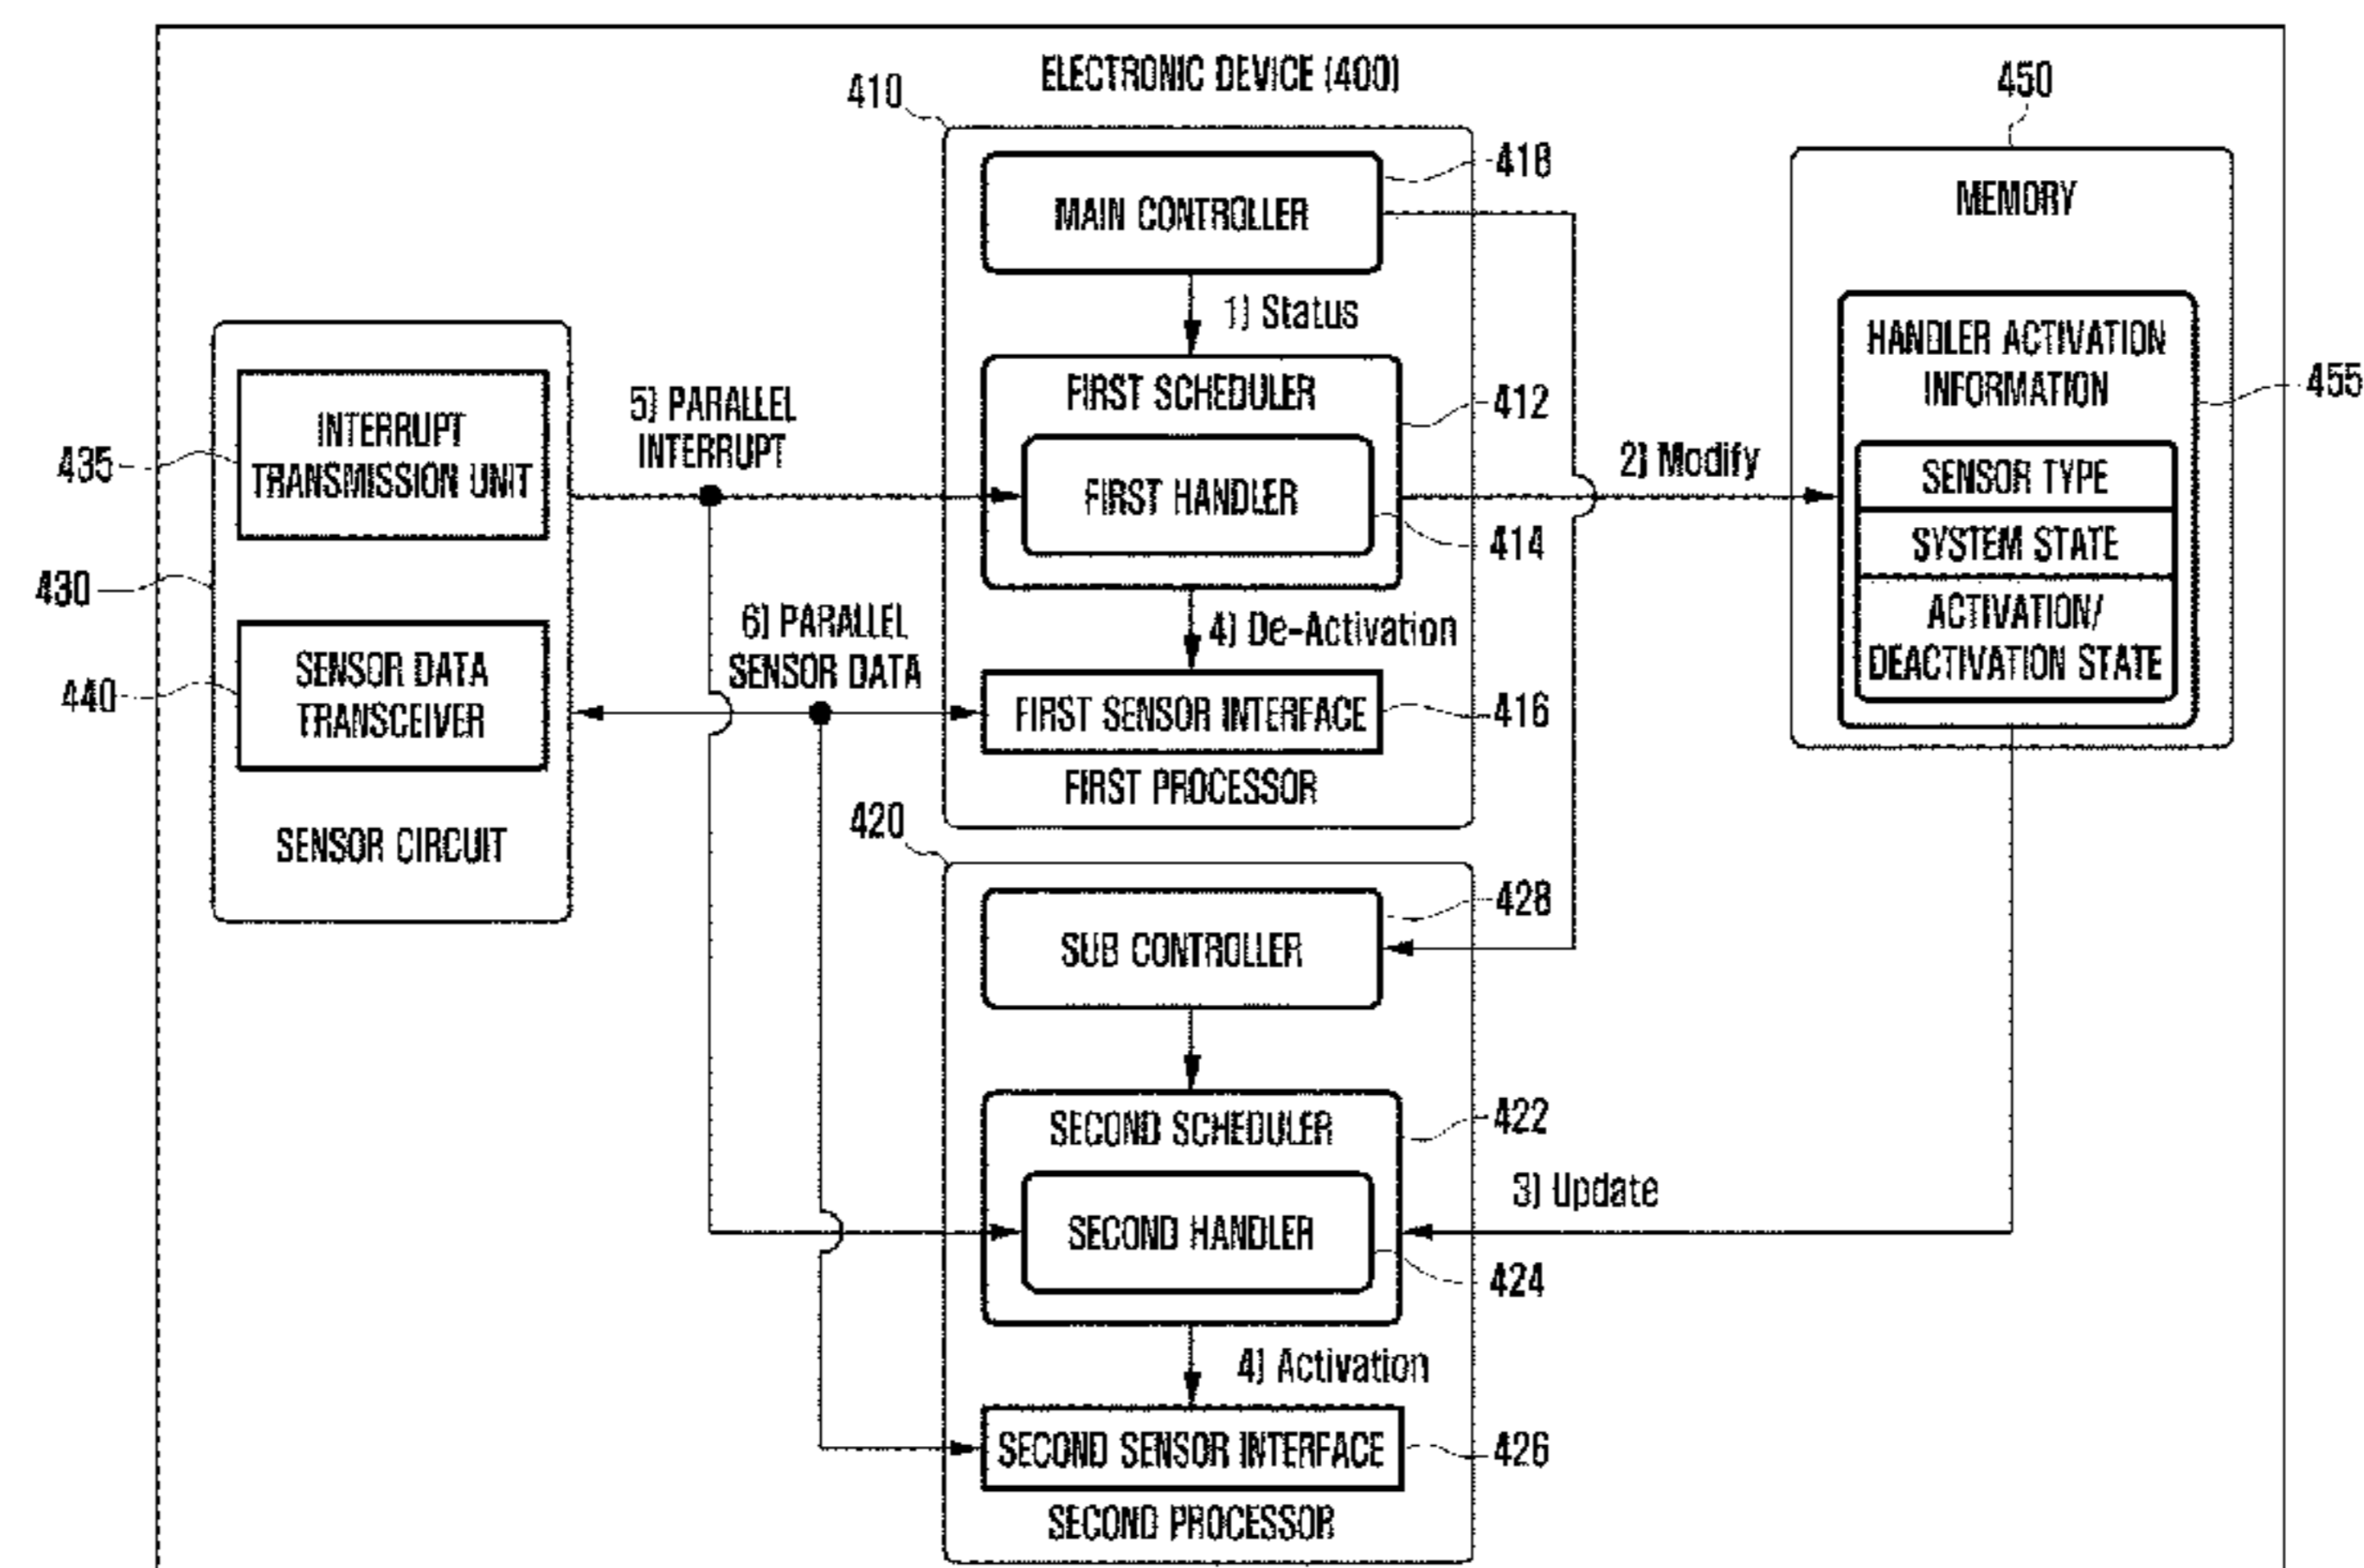 ELECTRONIC DEVICE (400)
410
450
418
MAIN CONTROLLER
MEMORY
1) Status
HANDLER ACTIVATION
INFORMATION
455
FIRST SCHEDULER
412
5) PARALLEL
INTERRUPT
INTERRUPT
TRANSMISSION UNIT
435
2) Modify
SENSOR TYPE
FIRST HANDLER
414
SYSTEM STATE
430
ACTIVATION/
DEACTIVATION STATE
6) PARALLEL
SENSOR DATA
4) De-Activation
SENSOR DATA
TRANSCEIVER
440
FIRST SENSOR INTERFACE
416
FIRST PROCESSOR
SENSOR CIRCUIT
420
428
SUB CONTROLLER
SECOND SCHEDULER
422
3) Update
SECOND HANDLER
424
4) Activation
SECOND SENSOR INTERFACE
426
SECOND PROCESSOR